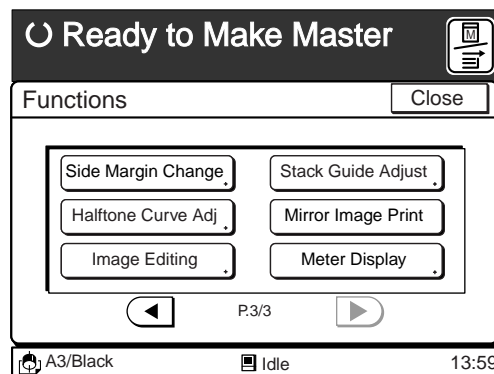 Ready to Make Master
M
Functions
Close
Side Margin Change
Stack Guide Adjust
Halftone Curve Adj
Mirror Image Print
Image Editing
Meter Display
P.3/3
A3/Black
Idle
13:59